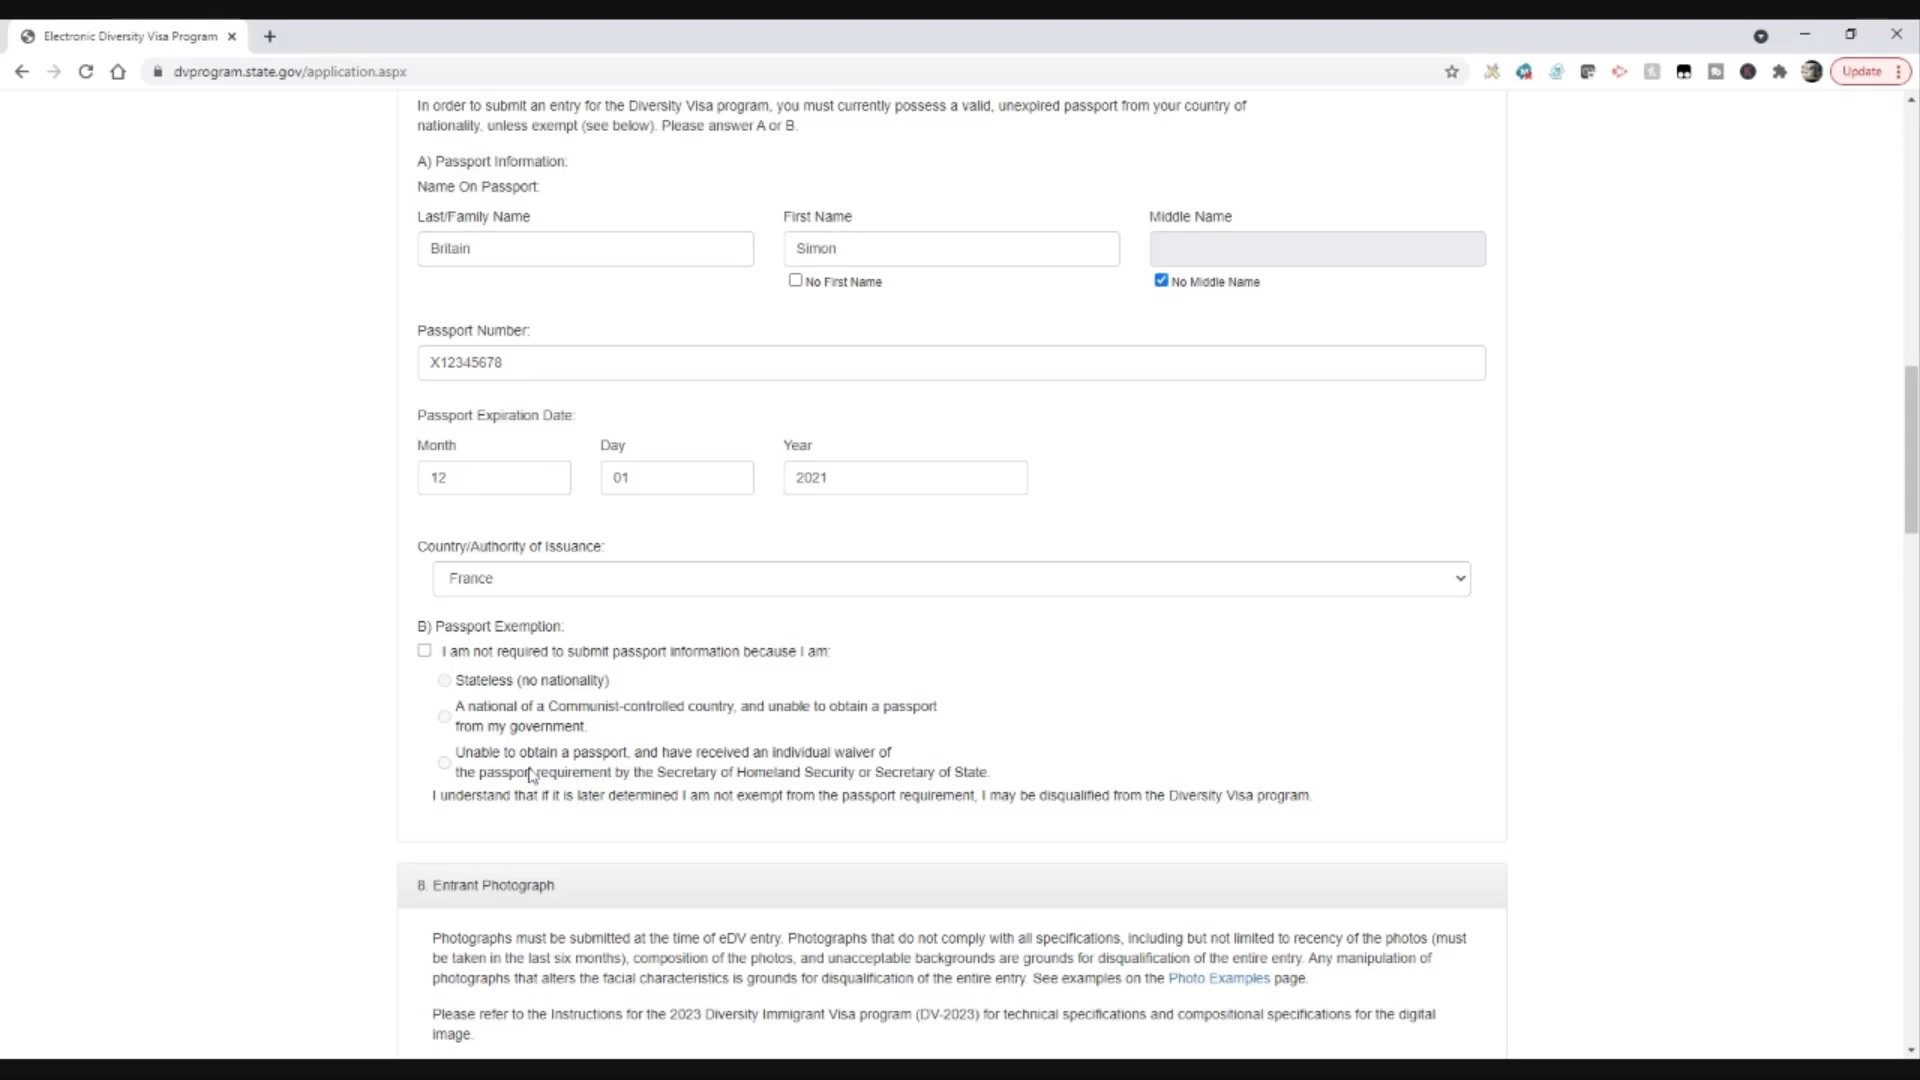 Electronic Diversity Visa Program
dvprogram.state.gov/application.aspx
Update
In order to submit an entry for the Diversity Visa program, you must currently possess a valid, unexpired passport from your country of
nationality, unless exempt (see below). Please answer A or B.
A) Passport Information:
Name On Passport:
Last/Family Name
First Name
Middle Name
Britain
Simon
No First Name
No Middle Name
Passport Number:
X12345678
Passport Expiration Date:
Month
Day
Year
12
01
2021
Country/Authority of Issuance:
France
B) Passport Exemption:
I am not required to submit passport information because I am:
Stateless (no nationality)
A national of a Communist-controlled country, and unable to obtain a passport
from my government.
Unable to obtain a passport, and have received an individual waiver of
the passport requirement by the Secretary of Homeland Security or Secretary of State.
I understand that if it is later determined I am not exempt from the passport requirement, I may be disqualified from the Diversity Visa program.
8. Entrant Photograph
Photographs must be submitted at the time of eDV entry. Photographs that do not comply with all specifications, including but not limited to recency of the photos (must
be taken in the last six months), composition of the photos, and unacceptable backgrounds are grounds for disqualification of the entire entry. Any manipulation of
photographs that alters the facial characteristics is grounds for disqualification of the entire entry. See examples on the Photo Examples page.
Please refer to the Instructions for the 2023 Diversity Immigrant Visa program (DV-2023) for technical specifications and compositional specifications for the digital
image.